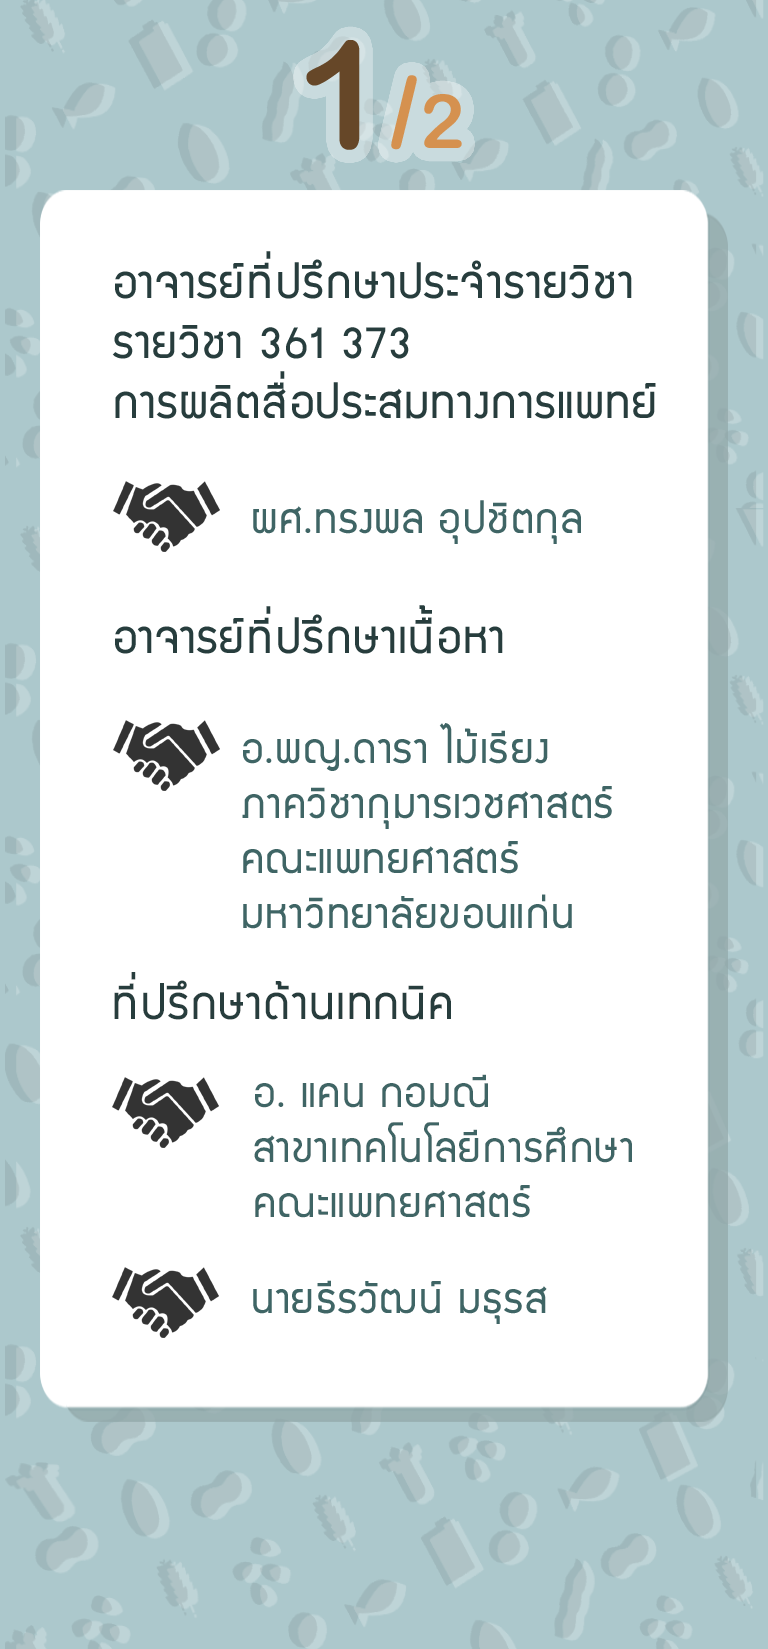 1/2
อาจารย์ที่ปรึกษาประจำรายวิชา
รายวิชา 361 373
การผลิตสื่อประสมทางการแพทย์
ผศ.ทรงพล อุปชิตกุล
อาจารย์ที่ปรึกษาเนื้อหา
อ.พญ.ดารา ไม้เรียง
ภาควิชากุมารเวชศาสตร์
คณะแพทยศาสตร์
มหาวิทยาลัยขอนแก่น
ที่ปรึกษาด้านเทกนิค
อ. แคน กอมณี
สาขาเทคโนโลยีการศึกษา
คณะแพทยศาสตร์
นายธีรวัฒน์ มธุรส